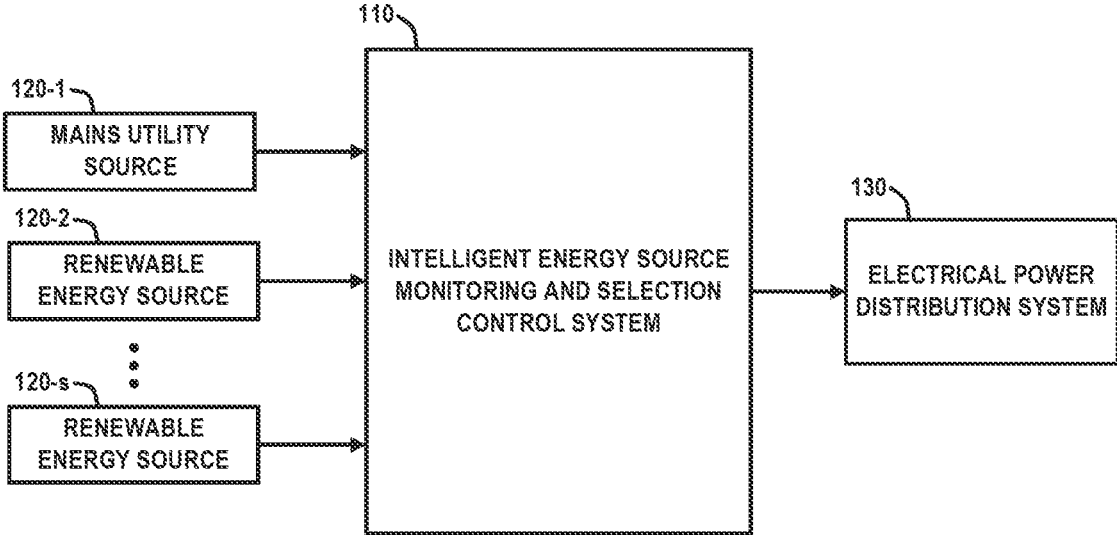 110
120-1
MAINS UTILITY
SOURCE
120-2
RENEWABLE
ENERGY SOURCE
120-s
RENEWABLE
ENERGY SOURCE
INTELLIGENT ENERGY SOURCE
MONITORING AND SELECTION
CONTROL SYSTEM
130
ELECTRICAL POWER
DISTRIBUTION SYSTEM